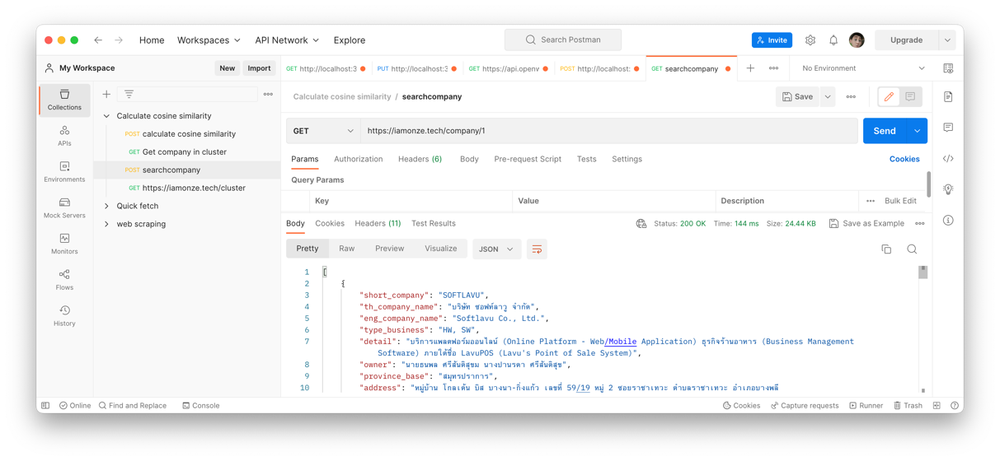 Home Workspaces API Network Explore Search Postman Invite Upgrade
My Workspace New Import GET http://localhost:3 PUT http://localhost:3 GET https://api.openv POST http://localhost: GET searchcompany No Environment
Collections
APIs
Environments
Mock Servers
Monitors
Flows
History
Calculate cosine similarity
POST calculate cosine similarity
GET Get company in cluster
POST searchcompany
GET https://iamonze.tech/cluster
Quick fetch
web scraping
Calculate cosine similarity / searchcompany Save
GET https://iamonze.tech/company/1 Send
Params Authorization Headers (6) Body Pre-request Script Tests Settings Cookies
Query Params
Key Value Description Bulk Edit
Body Cookies Headers (11) Test Results Status: 200 OK Time: 144 ms Size: 24.44 KB Save as Example
Pretty Raw Preview Visualize JSON
1 [
2 {
3 "short_company": "SOFTLAVU",
4 "th_company_name": "บริษัท ซอฟท์ลาวู จำกัด",
5 "eng_company_name": "Softlavu Co., Ltd.",
6 "type_business": "HW, SW",
7 "detail": "บริการแพลตฟอร์มออนไลน์ (Online Platform - Web/Mobile Application) ธุรกิจร้านอาหาร (Business Management
Software) ภายใต้ชื่อ LavuPOS (Lavu's Point of Sale System)",
8 "owner": "นายธนพล ศรีสันติสุขม นางปานรดา ศรีสันติสุข",
9 "province_base": "สมุทรปราการ",
10 "address": "หมู่บ้าน โกลเด้น บิส บางนา-กิ่งแก้ว เลขที่ 59/19 หมู่ 2 ซอยราชาเทวะ ตำบลราชาเทวะ อำเภอบางพลี
Online Find and Replace Console Cookies Capture requests Runner Trash